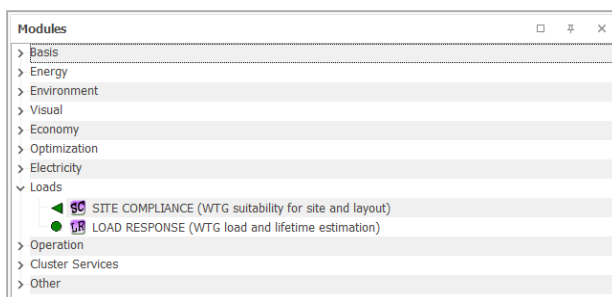 Modules
Basis
Energy
Environment
Visual
Economy
Optimization
Electricity
Loads
SC SITE COMPLIANCE (WTG suitability for site and layout)
LR LOAD RESPONSE (WTG load and lifetime estimation)
Operation
Cluster Services
Other